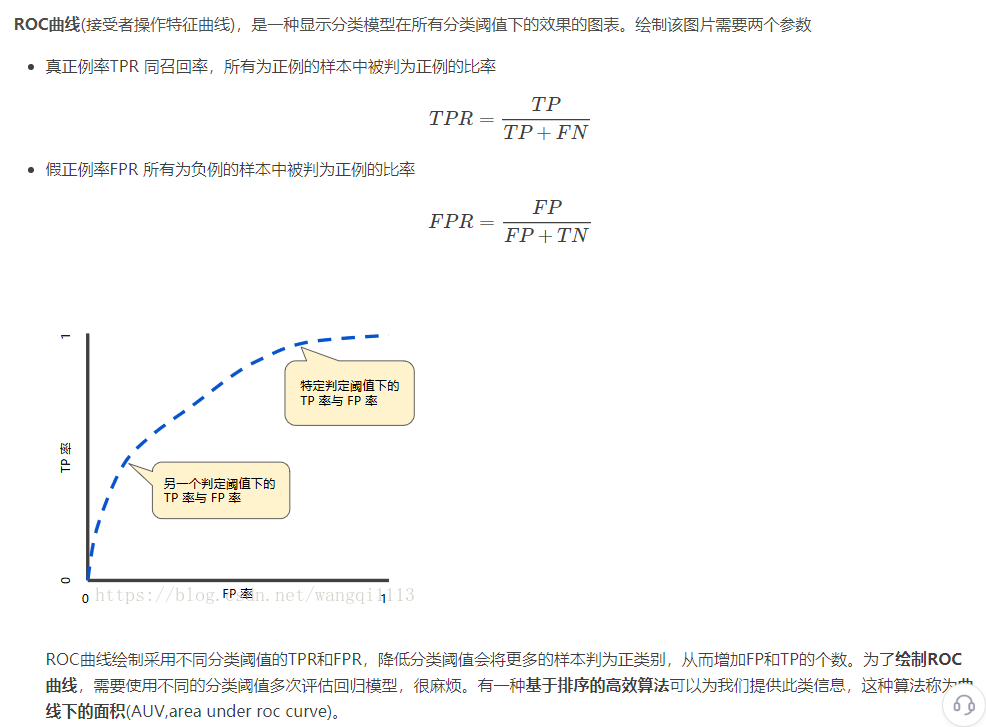 ROC曲线(接受者操作特征曲线)，是一种显示分类模型在所有分类阈值下的效果的图表。绘制该图片需要两个参数
真正例率TPR 同召回率，所有为正例的样本中被判为正例的比率
TPR = TP / (TP + FN)
假正例率FPR 所有为负例的样本中被判为正例的比率
FPR = FP / (FP + TN)
1
特定判定阈值下的
TP 率与 FP 率
TP 率
另一个判定阈值下的
TP 率与 FP 率
0
0
FP 率
1
https://blog.csdn.net/wangqi1113
ROC曲线绘制采用不同分类阈值的TPR和FPR，降低分类阈值会将更多的样本判为正类别，从而增加FP和TP的个数。为了绘制ROC
曲线，需要使用不同的分类阈值多次评估回归模型，很麻烦。有一种基于排序的高效算法可以为我们提供此类信息，这种算法称为曲
线下的面积(AUV,area under roc curve)。